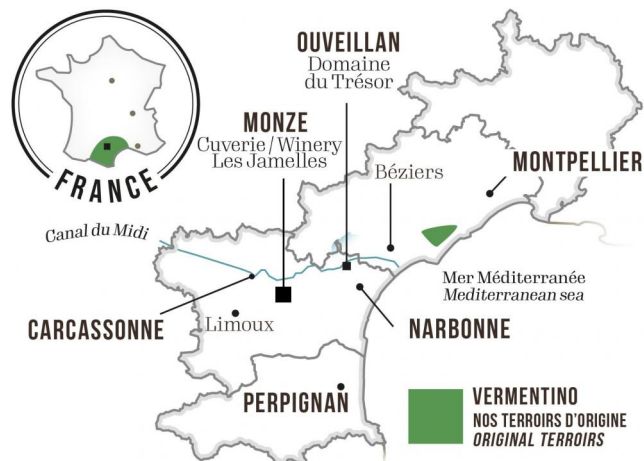 FRANCE
OUVEILLAN
Domaine
du Trésor
MONZE
Cuverie / Winery
Les Jamelles
Béziers
MONTPELLIER
Canal du Midi
Mer Méditerranée
Mediterranean sea
CARCASSONNE
Limoux
NARBONNE
PERPIGNAN
VERMENTINO
NOS TERROIRS D'ORIGINE
ORIGINAL TERROIRS